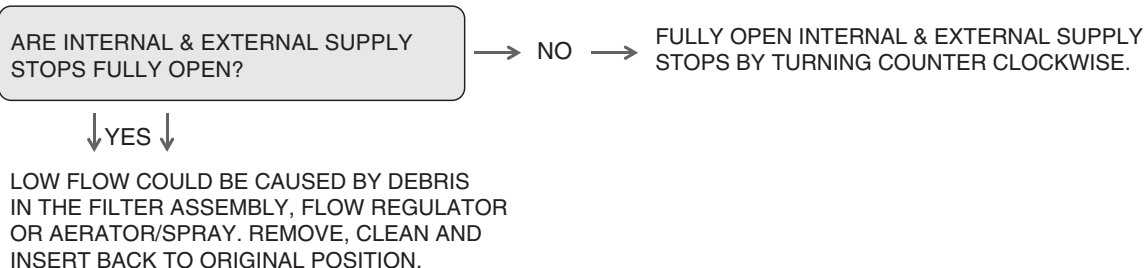 ARE INTERNAL & EXTERNAL SUPPLY
STOPS FULLY OPEN?
NO
FULLY OPEN INTERNAL & EXTERNAL SUPPLY
STOPS BY TURNING COUNTER CLOCKWISE.
YES
LOW FLOW COULD BE CAUSED BY DEBRIS
IN THE FILTER ASSEMBLY, FLOW REGULATOR
OR AERATOR/SPRAY. REMOVE, CLEAN AND
INSERT BACK TO ORIGINAL POSITION.